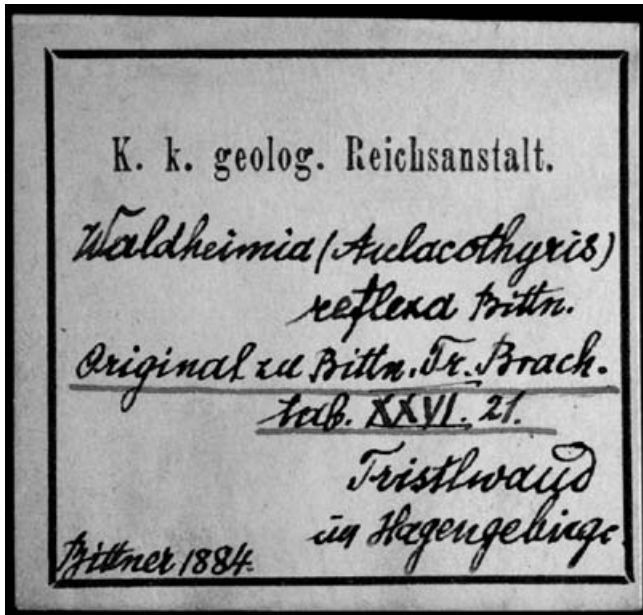 K. k. geolog. Reichsanstalt.
Waldheimia (Aulacothyris)
reflexa Bittn.
Original zu Bittn. Tr. Brach.
tab. XXVI. 21.
Tristlwand
im Hagengebirge.
Bittner 1884.